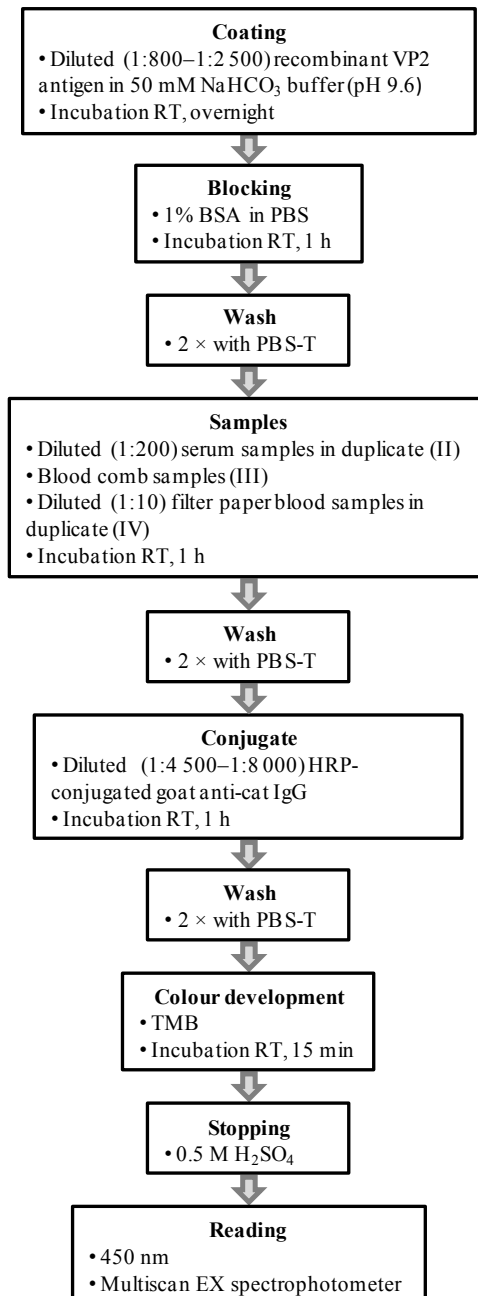 Coating
• Diluted (1:800–1:2 500) recombinant VP2
antigen in 50 mM NaHCO₃ buffer (pH 9.6)
• Incubation RT, overnight
Blocking
• 1% BSA in PBS
• Incubation RT, 1 h
Wash
• 2 × with PBS-T
Samples
• Diluted (1:200) serum samples in duplicate (II)
• Blood comb samples (III)
• Diluted (1:10) filter paper blood samples in
duplicate (IV)
• Incubation RT, 1 h
Wash
• 2 × with PBS-T
Conjugate
• Diluted (1:4 500–1:8 000) HRP-
conjugated goat anti-cat IgG
• Incubation RT, 1 h
Wash
• 2 × with PBS-T
Colour development
• TMB
• Incubation RT, 15 min
Stopping
• 0.5 M H₂SO₄
Reading
• 450 nm
• Multiscan EX spectrophotometer